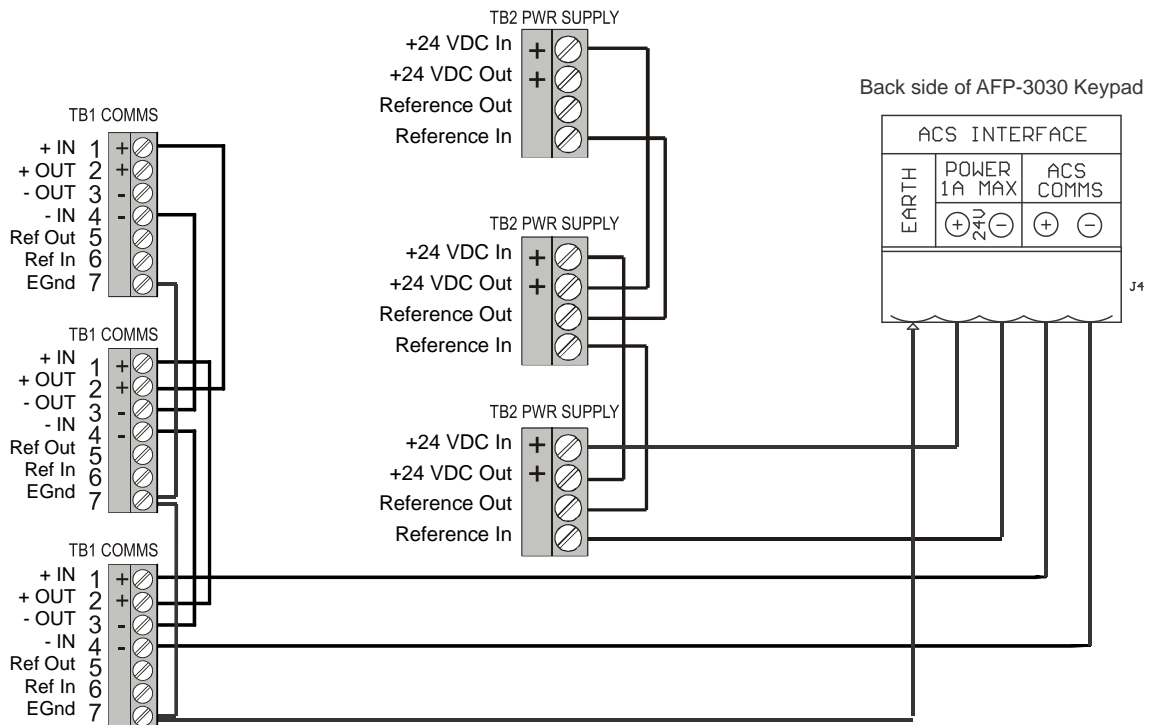 TB2 PWR SUPPLY
+24 VDC In +
+24 VDC Out +
Reference Out
Reference In
TB1 COMMS
+ IN 1 +
+ OUT 2 +
- OUT 3 -
- IN 4 -
Ref Out 5
Ref In 6
EGnd 7
TB2 PWR SUPPLY
+24 VDC In +
+24 VDC Out +
Reference Out
Reference In
TB1 COMMS
+ IN 1 +
+ OUT 2 +
- OUT 3 -
- IN 4 -
Ref Out 5
Ref In 6
EGnd 7
TB2 PWR SUPPLY
+24 VDC In +
+24 VDC Out +
Reference Out
Reference In
TB1 COMMS
+ IN 1 +
+ OUT 2 +
- OUT 3 -
- IN 4 -
Ref Out 5
Ref In 6
EGnd 7
Back side of AFP-3030 Keypad
ACS INTERFACE
EARTH
POWER
1A MAX
+ 24V -
ACS
COMMS
+ -
J4